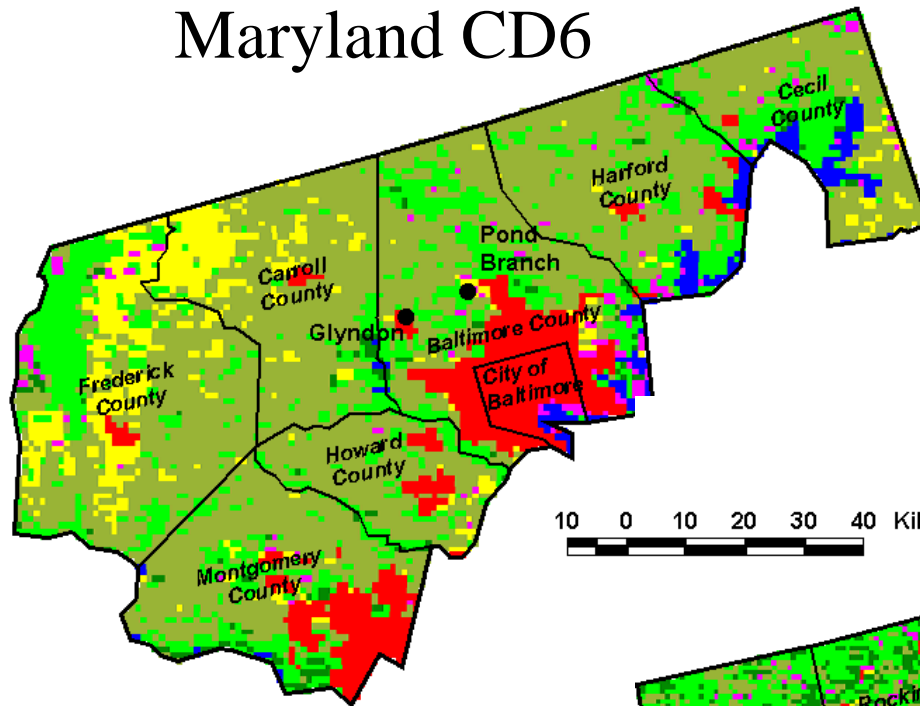 Maryland CD6
Cecil
County
Harford
County
Pond
Branch
Carroll
County
Glyndon
Baltimore County
Frederick
County
City of
Baltimore
Howard
County
10 0 10 20 30 40 Kil
Montgomery
County
Rockin